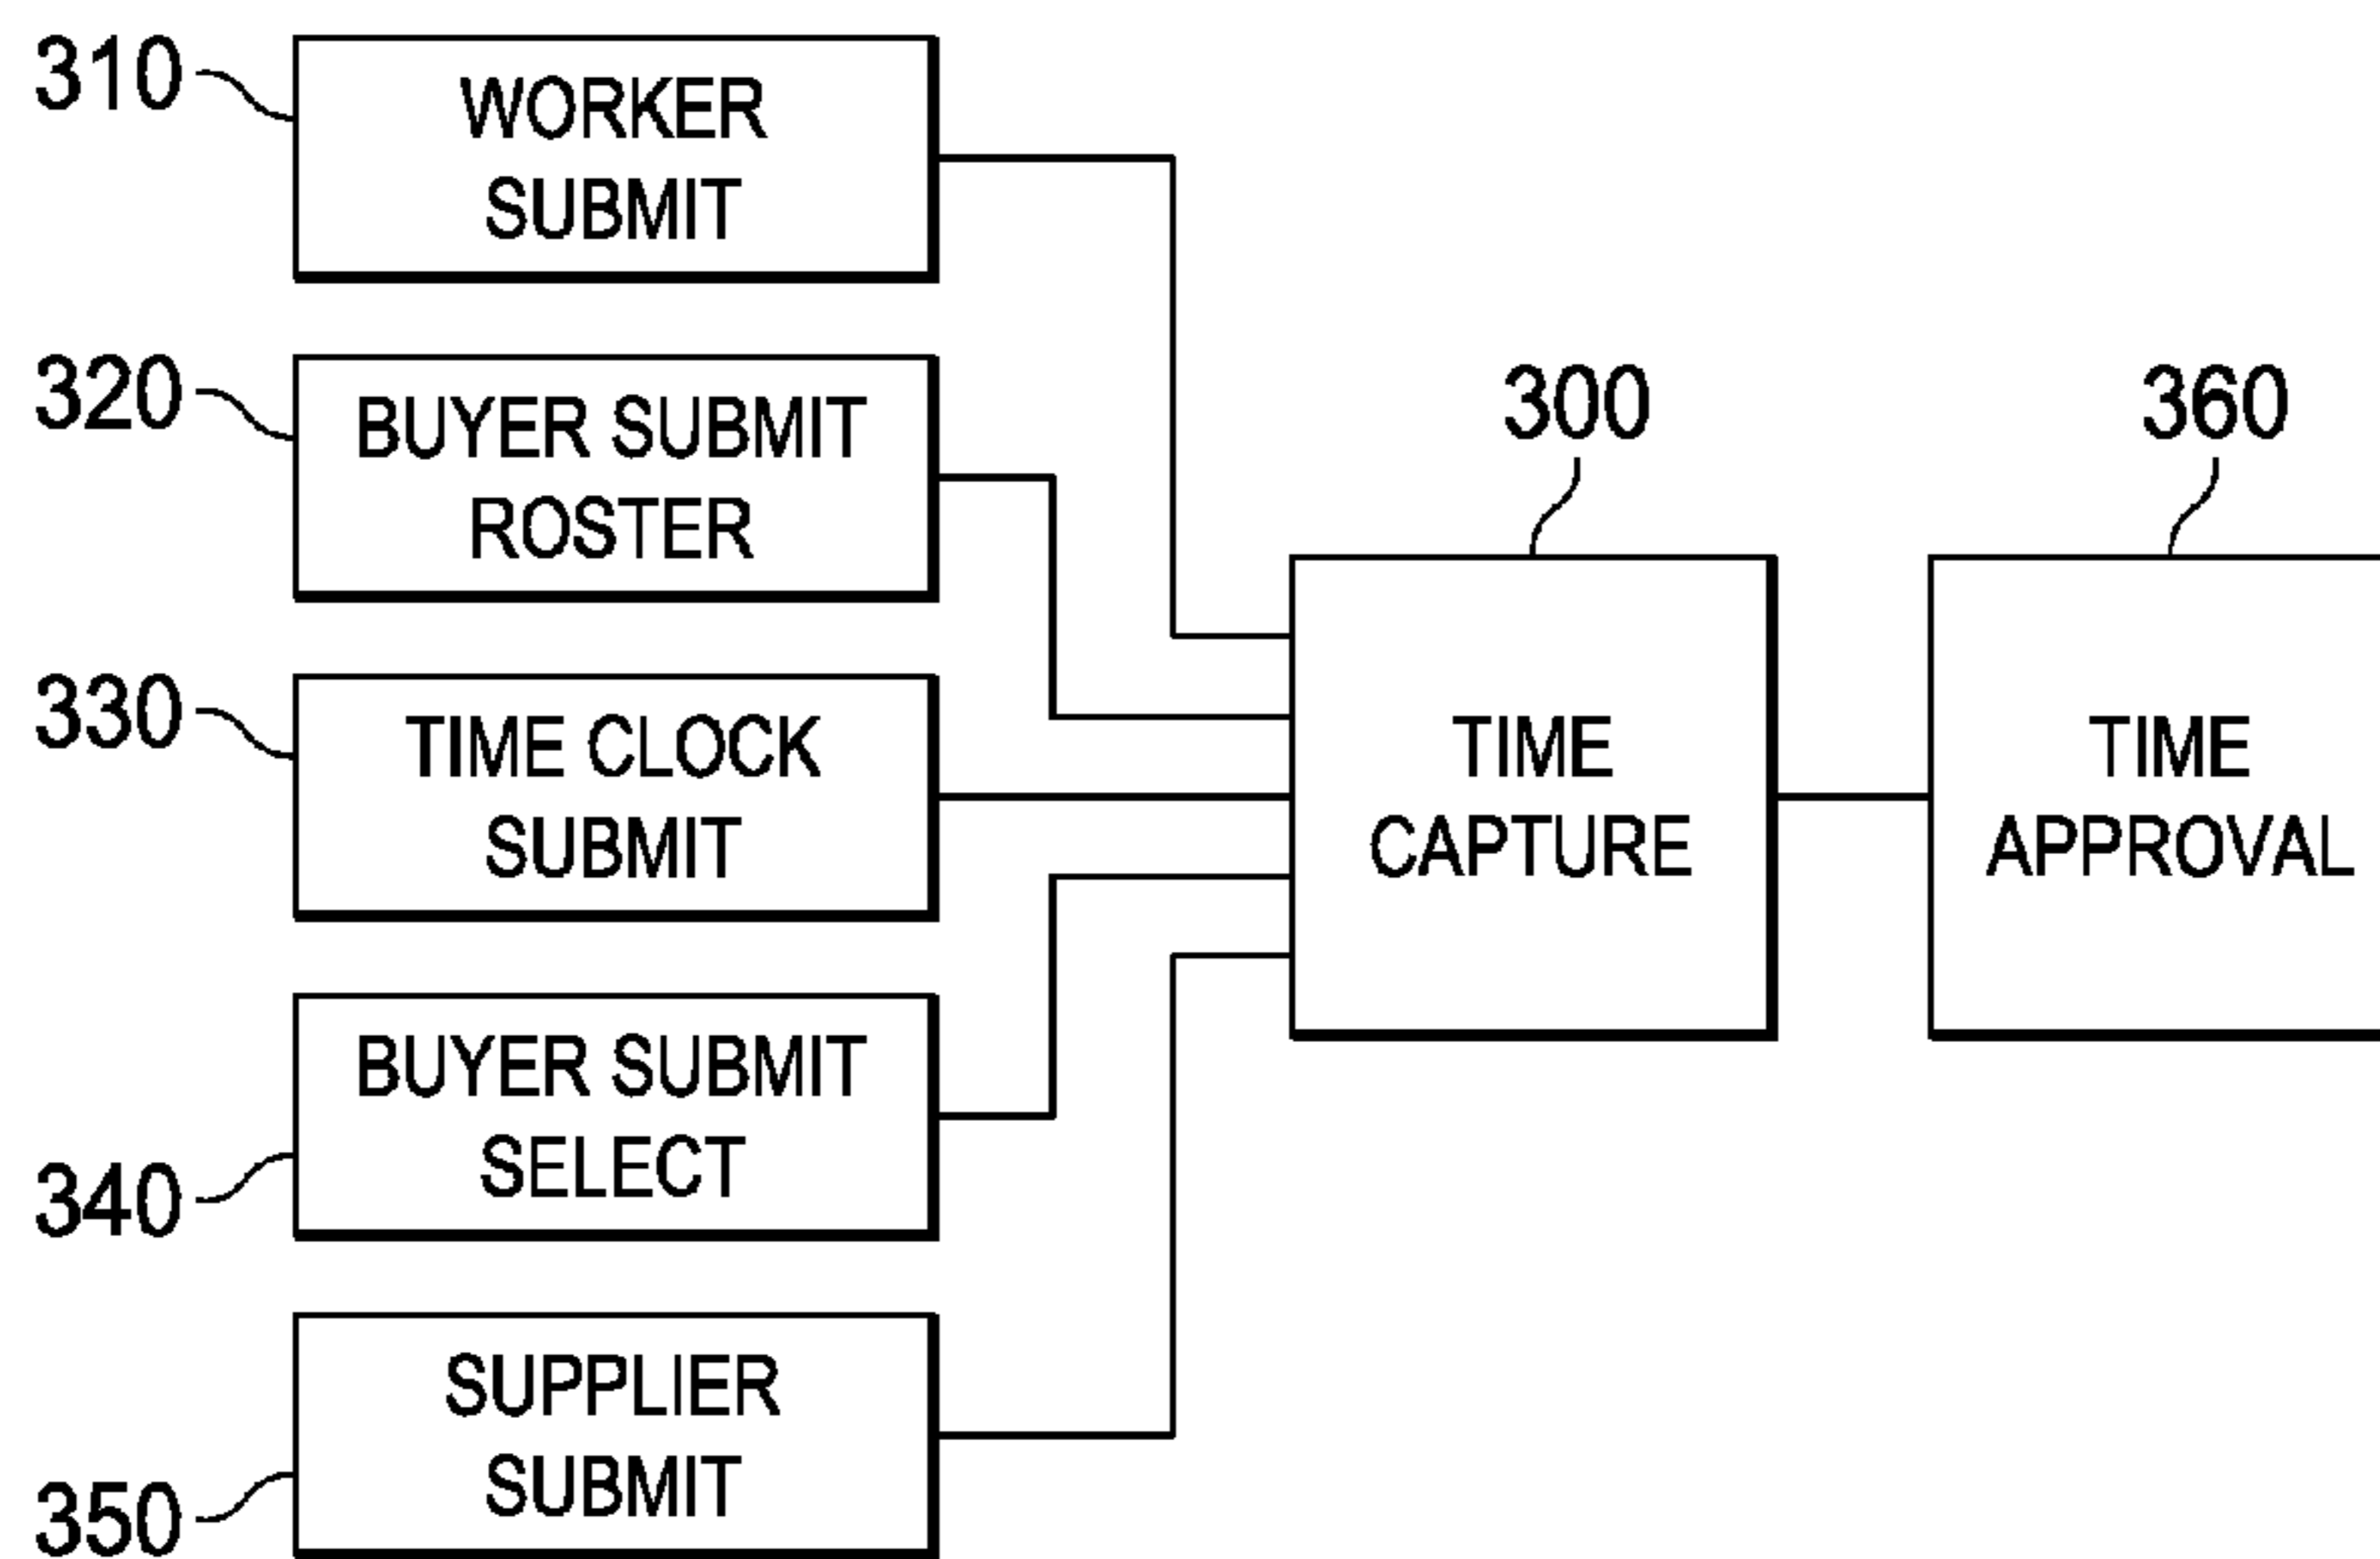 310
WORKER
SUBMIT
320
BUYER SUBMIT
ROSTER
330
TIME CLOCK
SUBMIT
340
BUYER SUBMIT
SELECT
350
SUPPLIER
SUBMIT
300
TIME
CAPTURE
360
TIME
APPROVAL